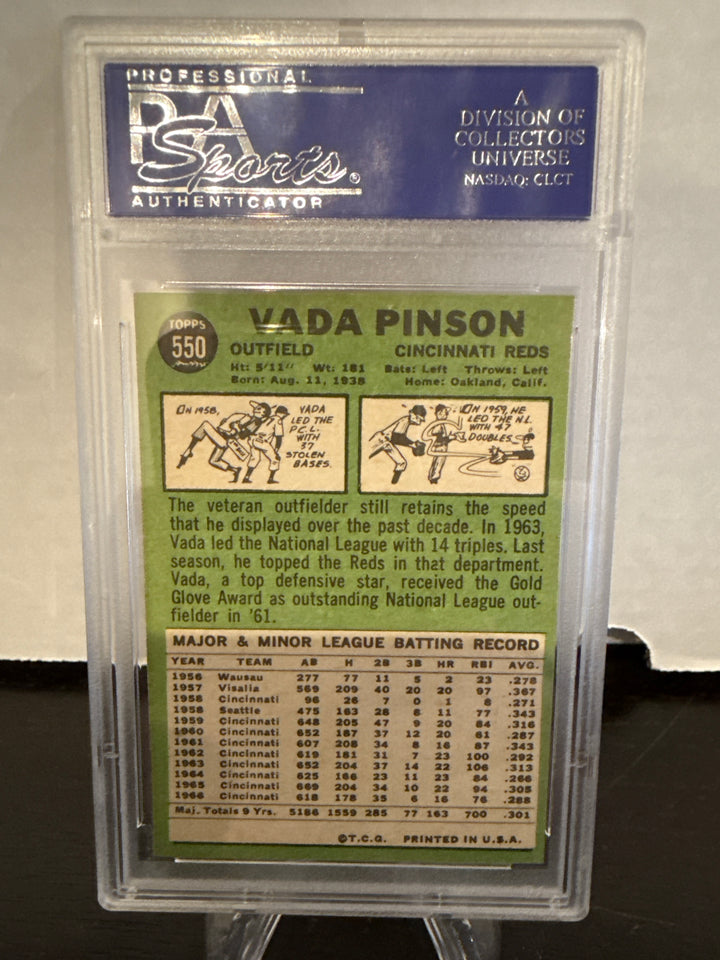 PROFESSIONAL
PSA
Sports®
AUTHENTICATOR
A
DIVISION OF
COLLECTORS
UNIVERSE
NASDAQ: CLCT
TOPPS
550
VADA PINSON
OUTFIELD CINCINNATI REDS
Ht: 5'11" Wt: 181 Bats: Left Throws: Left
Born: Aug. 11, 1938 Home: Oakland, Calif.
IN 1958,
VADA
LED THE
P.C.L.
WITH
37
STOLEN
BASES.
IN 1959, HE
LED THE N.L.
WITH 47
DOUBLES.
The veteran outfielder still retains the speed
that he displayed over the past decade. In 1963,
Vada led the National League with 14 triples. Last
season, he topped the Reds in that department.
Vada, a top defensive star, received the Gold
Glove Award as outstanding National League out-
fielder in '61.
MAJOR & MINOR LEAGUE BATTING RECORD
YEAR TEAM AB H 2B 3B HR RBI AVG.
1956 Wausau 277 77 11 5 2 23 .278
1957 Visalia 569 209 40 20 20 97 .367
1958 Cincinnati 96 26 7 0 1 8 .271
1958 Seattle 475 163 28 8 11 77 .343
1959 Cincinnati 648 205 47 9 20 84 .316
1960 Cincinnati 652 187 37 12 20 61 .287
1961 Cincinnati 607 208 34 8 16 87 .343
1962 Cincinnati 619 181 31 7 23 100 .292
1963 Cincinnati 652 204 37 14 22 106 .313
1964 Cincinnati 625 166 23 11 23 84 .266
1965 Cincinnati 669 204 34 10 22 94 .305
1966 Cincinnati 618 178 35 6 16 76 .288
Maj. Totals 9 Yrs. 5186 1559 285 77 163 700 .301
©T.C.G. PRINTED IN U.S.A.